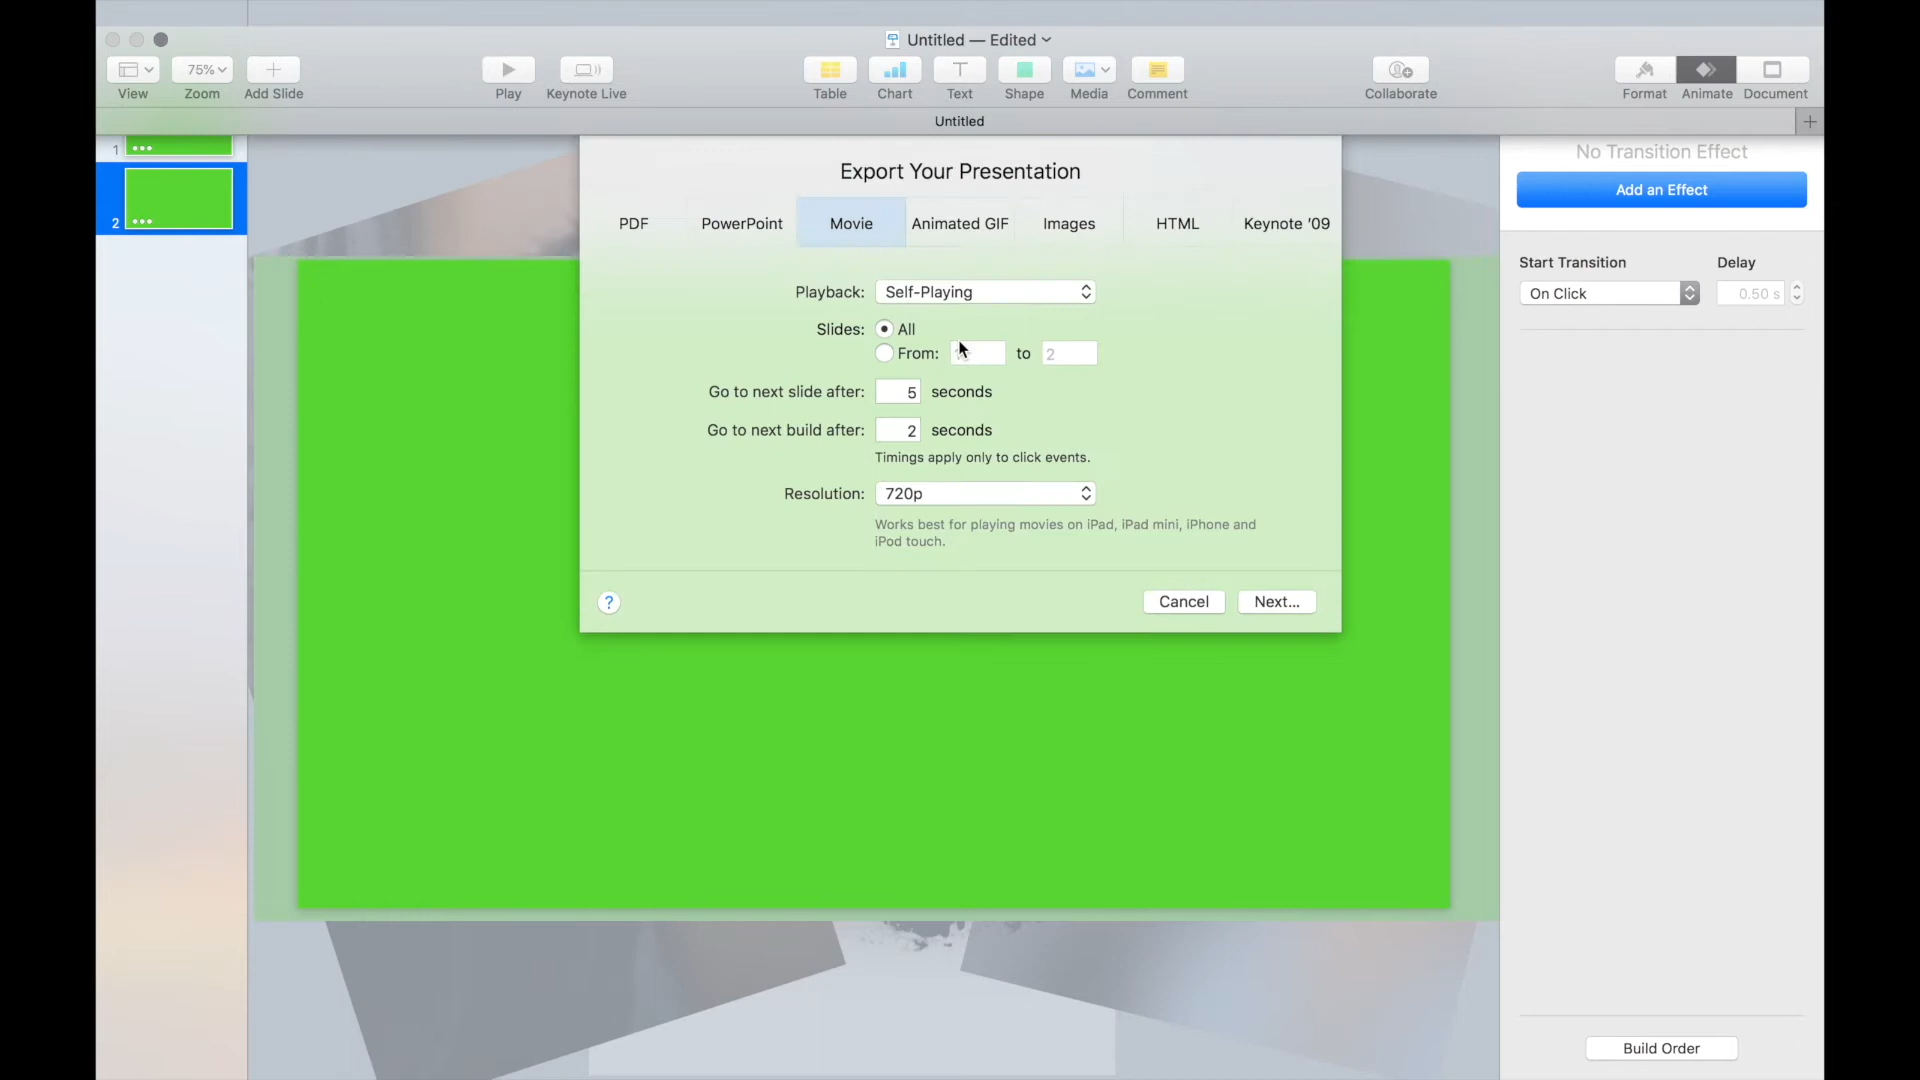 Untitled — Edited
75%
View
Zoom
Add Slide
Play
Keynote Live
Table
Chart
Text
Shape
Media
Comment
Collaborate
Format
Animate
Document
Untitled
1
2
Export Your Presentation
PDF
PowerPoint
Movie
Animated GIF
Images
HTML
Keynote '09
Playback: Self-Playing
Slides: All
From: to 2
Go to next slide after: 5 seconds
Go to next build after: 2 seconds
Timings apply only to click events.
Resolution: 720p
Works best for playing movies on iPad, iPad mini, iPhone and
iPod touch.
?
Cancel
Next...
No Transition Effect
Add an Effect
Start Transition
Delay
On Click
0.50 s
Build Order